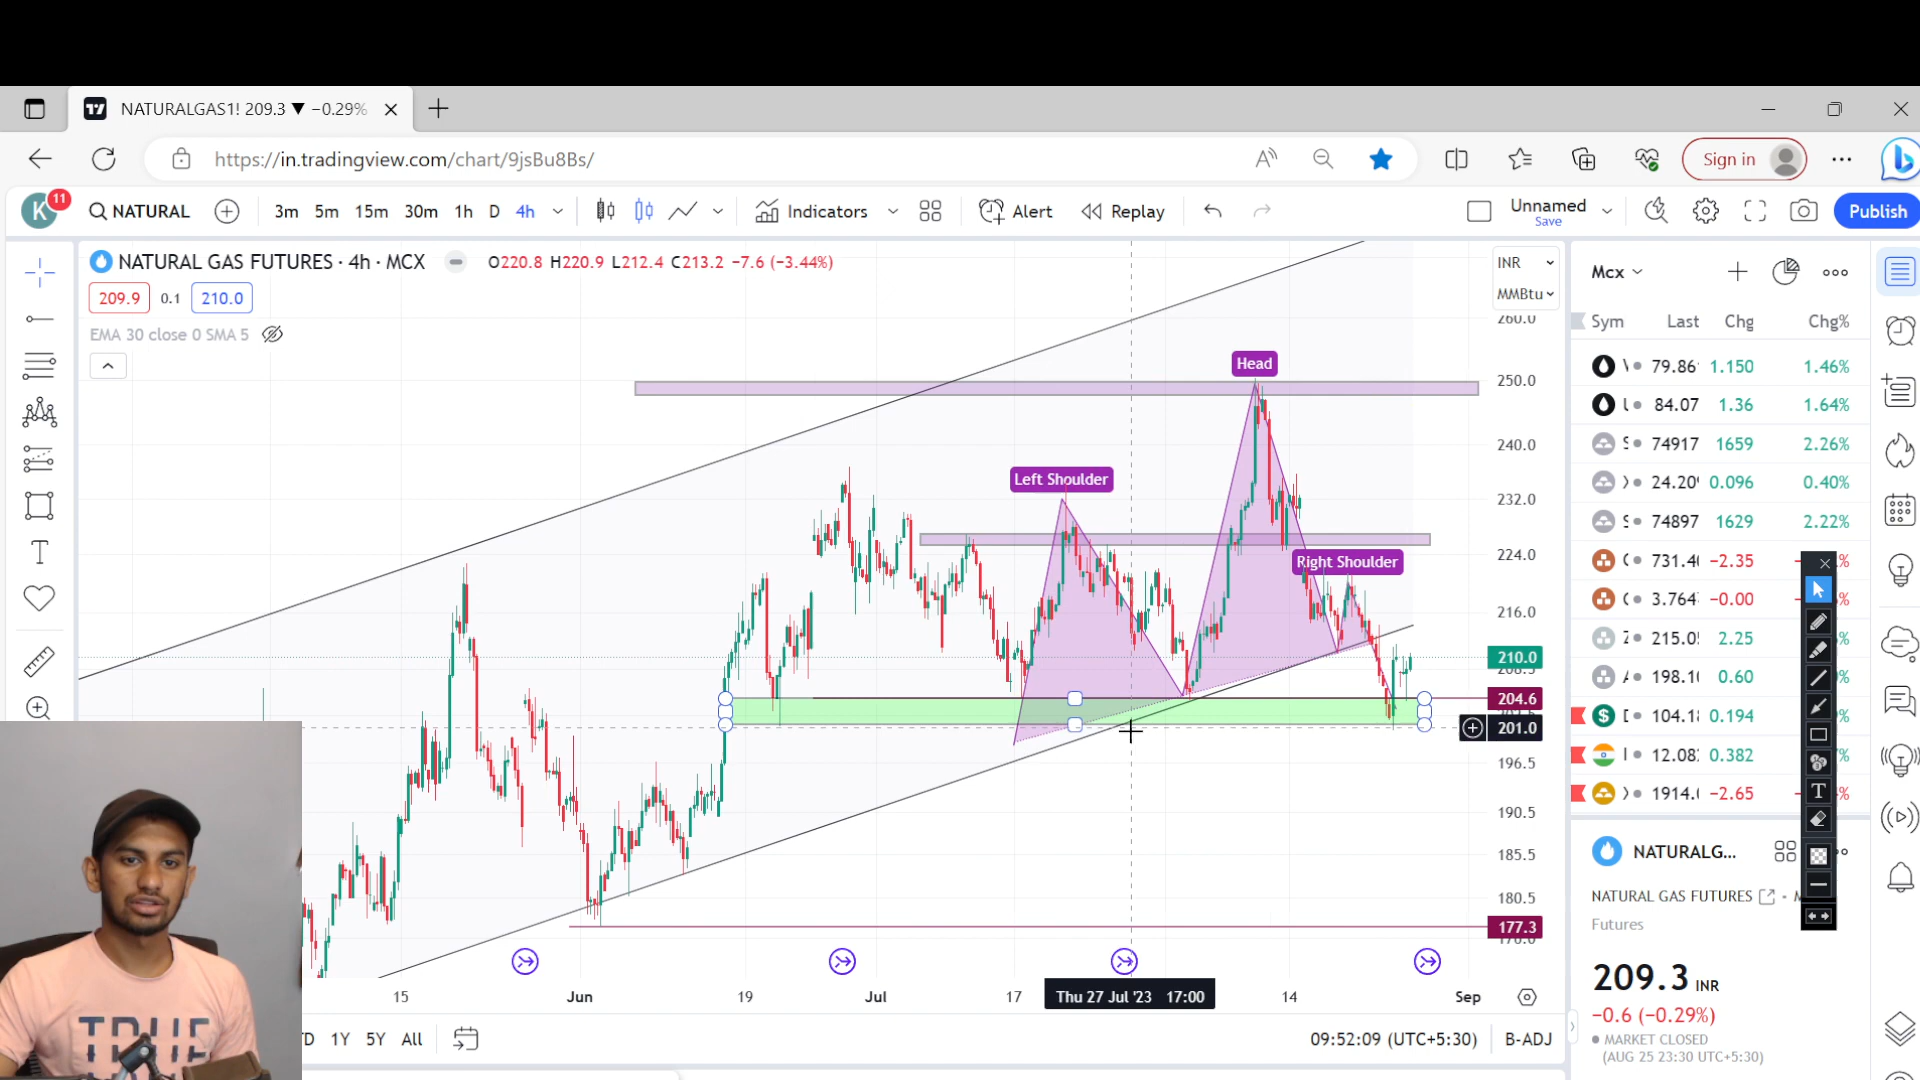 NATURALGAS1! 209.3 ▼ −0.29%
https://in.tradingview.com/chart/9jsBu8Bs/
Sign in
K 11
NATURAL 3m 5m 15m 30m 1h D 4h Indicators Alert Replay Unnamed Save Publish
NATURAL GAS FUTURES · 4h · MCX O220.8 H220.9 L212.4 C213.2 −7.6 (−3.44%)
209.9 0.1 210.0
EMA 30 close 0 SMA 5
INR
MMBtu
260.0
Head
250.0
240.0
Left Shoulder
232.0
224.0
Right Shoulder
216.0
210.0
204.6
201.0
196.5
190.5
185.5
180.5
177.3
15 Jun 19 Jul 17 Thu 27 Jul '23 17:00 14 Sep
1Y 5Y All
09:52:09 (UTC+5:30) B-ADJ
Mcx
Sym Last Chg Chg%
79.86 1.150 1.46%
84.07 1.36 1.64%
74917 1659 2.26%
24.20 0.096 0.40%
74897 1629 2.22%
731.4 −2.35
3.764 −0.00
215.0 2.25
198.1 0.60
104.1 0.194
12.08 0.382
1914. −2.65
NATURALG...
NATURAL GAS FUTURES
Futures
209.3 INR
−0.6 (−0.29%)
MARKET CLOSED
(AUG 25 23:30 UTC+5:30)
TRUE